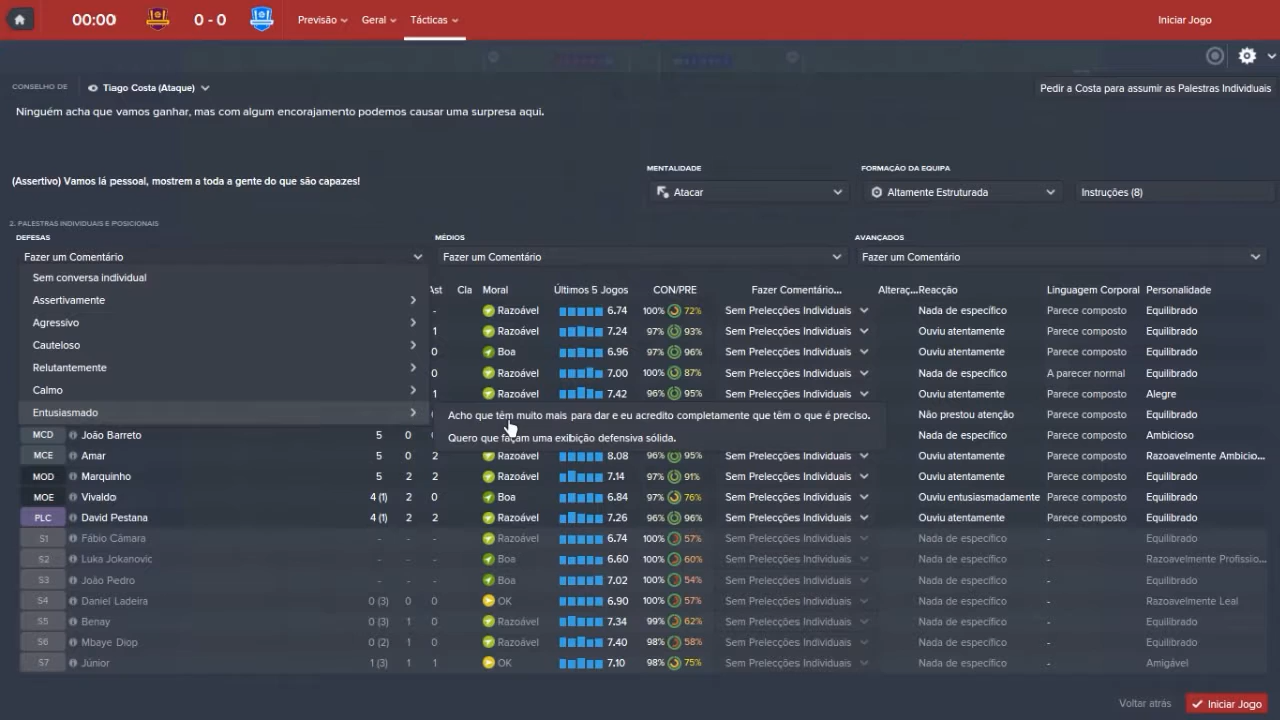 00:00 0 - 0 Previsão Geral Tácticas Iniciar Jogo
CONSELHO DE Tiago Costa (Ataque) Pedir a Costa para assumir as Palestras Individuais
Ninguém acha que vamos ganhar, mas com algum encorajamento podemos causar uma surpresa aqui.
MENTALIDADE FORMAÇÃO DA EQUIPA
(Assertivo) Vamos lá pessoal, mostrem a toda a gente do que são capazes! Atacar Altamente Estruturada Instruções (8)
2. PALESTRAS INDIVIDUAIS E POSICIONAIS
DEFESAS MÉDIOS AVANÇADOS
Fazer um Comentário Fazer um Comentário Fazer um Comentário
Sem conversa individual
Ast Cla Moral Últimos 5 Jogos CON/PRE Fazer Comentário... Alteraç... Reacção Linguagem Corporal Personalidade
Assertivamente
- Razoável 6.74 100% 72% Sem Prelecções Individuais Nada de específico Parece composto Equilibrado
Agressivo
1 Razoável 7.24 97% 93% Sem Prelecções Individuais Ouviu atentamente Parece composto Equilibrado
Cauteloso
0 Boa 6.96 97% 96% Sem Prelecções Individuais Ouviu atentamente Parece composto Equilibrado
Relutantemente
0 Razoável 7.00 100% 87% Sem Prelecções Individuais Nada de específico A parecer normal Equilibrado
Calmo
1 Razoável 7.42 96% 95% Sem Prelecções Individuais Ouviu atentamente Parece composto Alegre
Entusiasmado
Acho que têm muito mais para dar e eu acredito completamente que têm o que é preciso. Não prestou atenção Parece composto Equilibrado
MCD João Barreto 5 0 Quero que façam uma exibição defensiva sólida. Nada de específico Parece composto Ambicioso
MCE Amar 5 0 2 Razoável 8.08 96% 95% Sem Prelecções Individuais Ouviu atentamente Parece composto Razoavelmente Ambicio...
MOD Marquinho 5 2 2 Razoável 7.14 97% 91% Sem Prelecções Individuais Ouviu atentamente Parece composto Equilibrado
MOE Vivaldo 4 (1) 2 0 Boa 6.84 97% 76% Sem Prelecções Individuais Ouviu entusiasmadamente Parece composto Equilibrado
PLC David Pestana 4 (1) 2 2 Razoável 7.26 96% 96% Sem Prelecções Individuais Ouviu atentamente Parece composto Equilibrado
S1 Fábio Câmara - - - Razoável 6.74 100% 57% Sem Prelecções Individuais Nada de específico - Equilibrado
S2 Luka Jokanovic - - - Boa 6.60 100% 60% Sem Prelecções Individuais Nada de específico - Razoavelmente Profissio...
S3 João Pedro - - - Boa 7.02 100% 54% Sem Prelecções Individuais Nada de específico - Equilibrado
S4 Daniel Ladeira 0 (3) 0 0 OK 6.90 100% 57% Sem Prelecções Individuais Nada de específico - Razoavelmente Leal
S5 Benay 0 (3) 1 0 Razoável 7.34 99% 62% Sem Prelecções Individuais Nada de específico - Equilibrado
S6 Mbaye Diop 0 (2) 1 0 Razoável 7.40 98% 58% Sem Prelecções Individuais Nada de específico - Equilibrado
S7 Júnior 1 (3) 1 1 OK 7.10 98% 75% Sem Prelecções Individuais Nada de específico - Amigável
Voltar atrás Iniciar Jogo